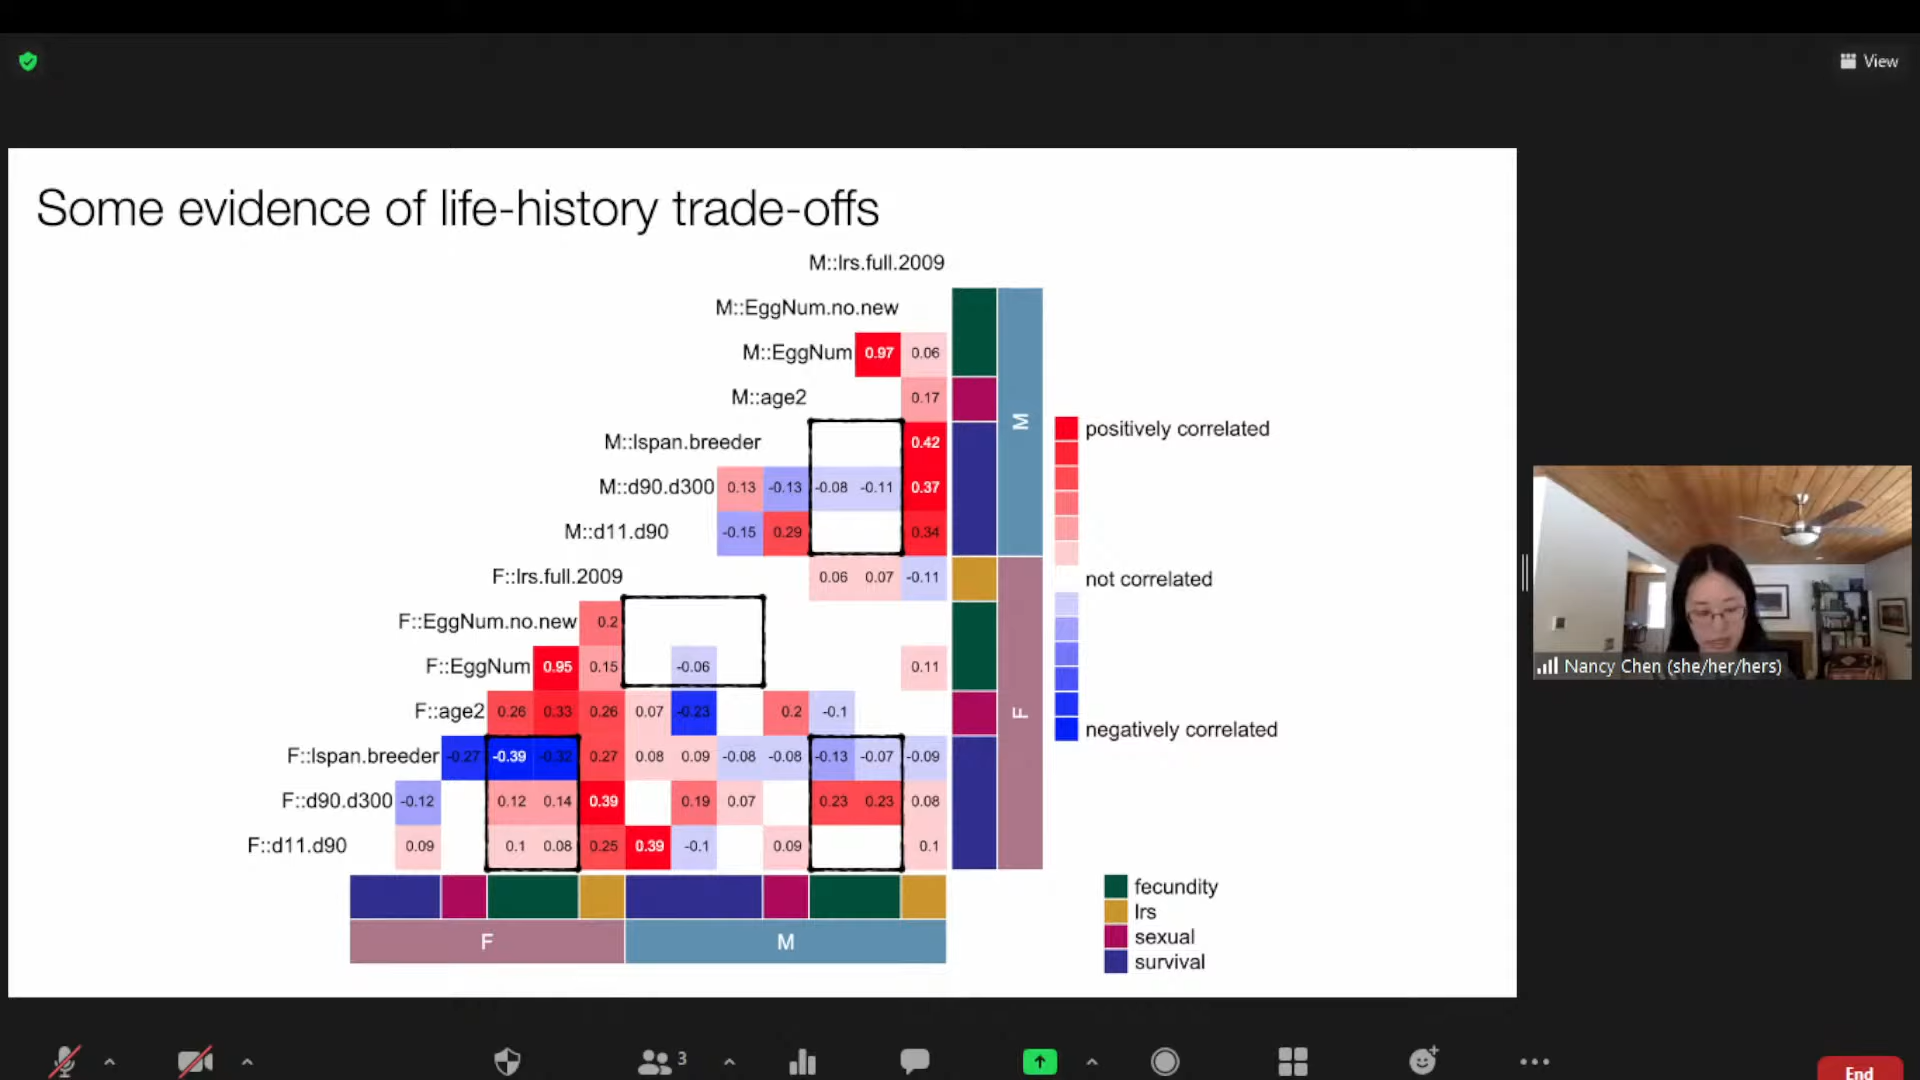 View
Some evidence of life-history trade-offs
M::lrs.full.2009
M::EggNum.no.new
M::EggNum 0.97 0.06
M::age2 0.17
M::lspan.breeder 0.42
M::d90.d300 0.13 -0.13 -0.08 -0.11 0.37
M::d11.d90 -0.15 0.29 0.34
F::lrs.full.2009 0.06 0.07 -0.11
F::EggNum.no.new 0.2
F::EggNum 0.95 0.15 -0.06 0.11
F::age2 0.26 0.33 0.26 0.07 -0.23 0.2 -0.1
F::lspan.breeder -0.27 -0.39 -0.32 0.27 0.08 0.09 -0.08 -0.08 -0.13 -0.07 -0.09
F::d90.d300 -0.12 0.12 0.14 0.39 0.19 0.07 0.23 0.23 0.08
F::d11.d90 0.09 0.1 0.08 0.25 0.39 -0.1 0.09 0.1
F
M
M
F
positively correlated
not correlated
negatively correlated
fecundity
lrs
sexual
survival
Nancy Chen (she/her/hers)
3
End